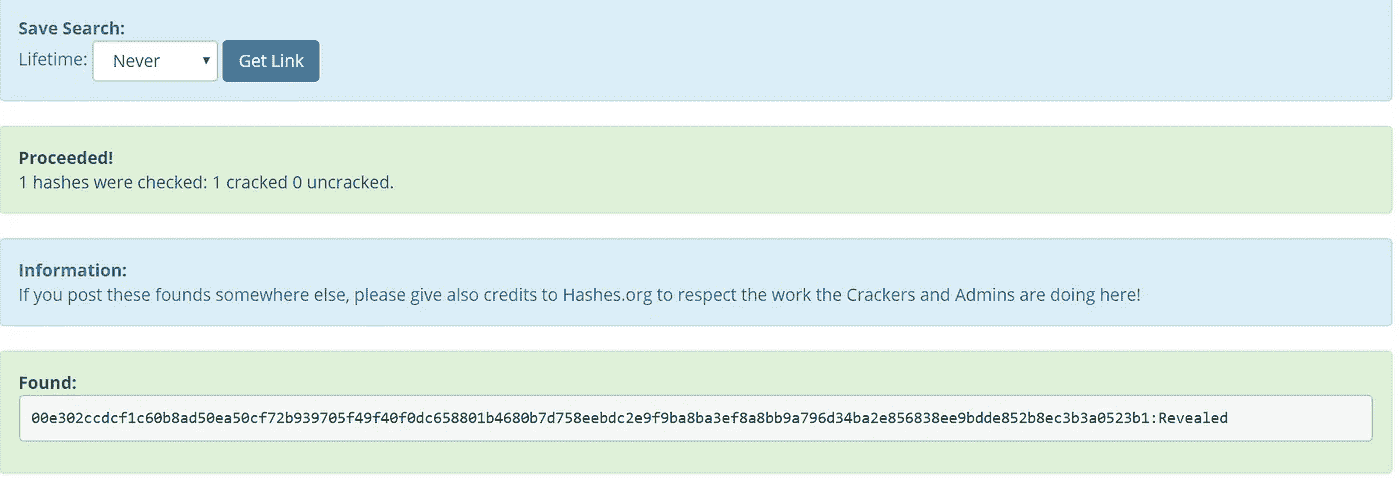 Save Search:
Lifetime: Never Get Link
Proceeded!
1 hashes were checked: 1 cracked 0 uncracked.
Information:
If you post these founds somewhere else, please give also credits to Hashes.org to respect the work the Crackers and Admins are doing here!
Found:
00e302ccdcf1c60b8ad50ea50cf72b939705f49f40f0dc658801b4680b7d758eebdc2e9f9ba8ba3ef8a8bb9a796d34ba2e856838ee9bdde852b8ec3b3a0523b1:Revealed